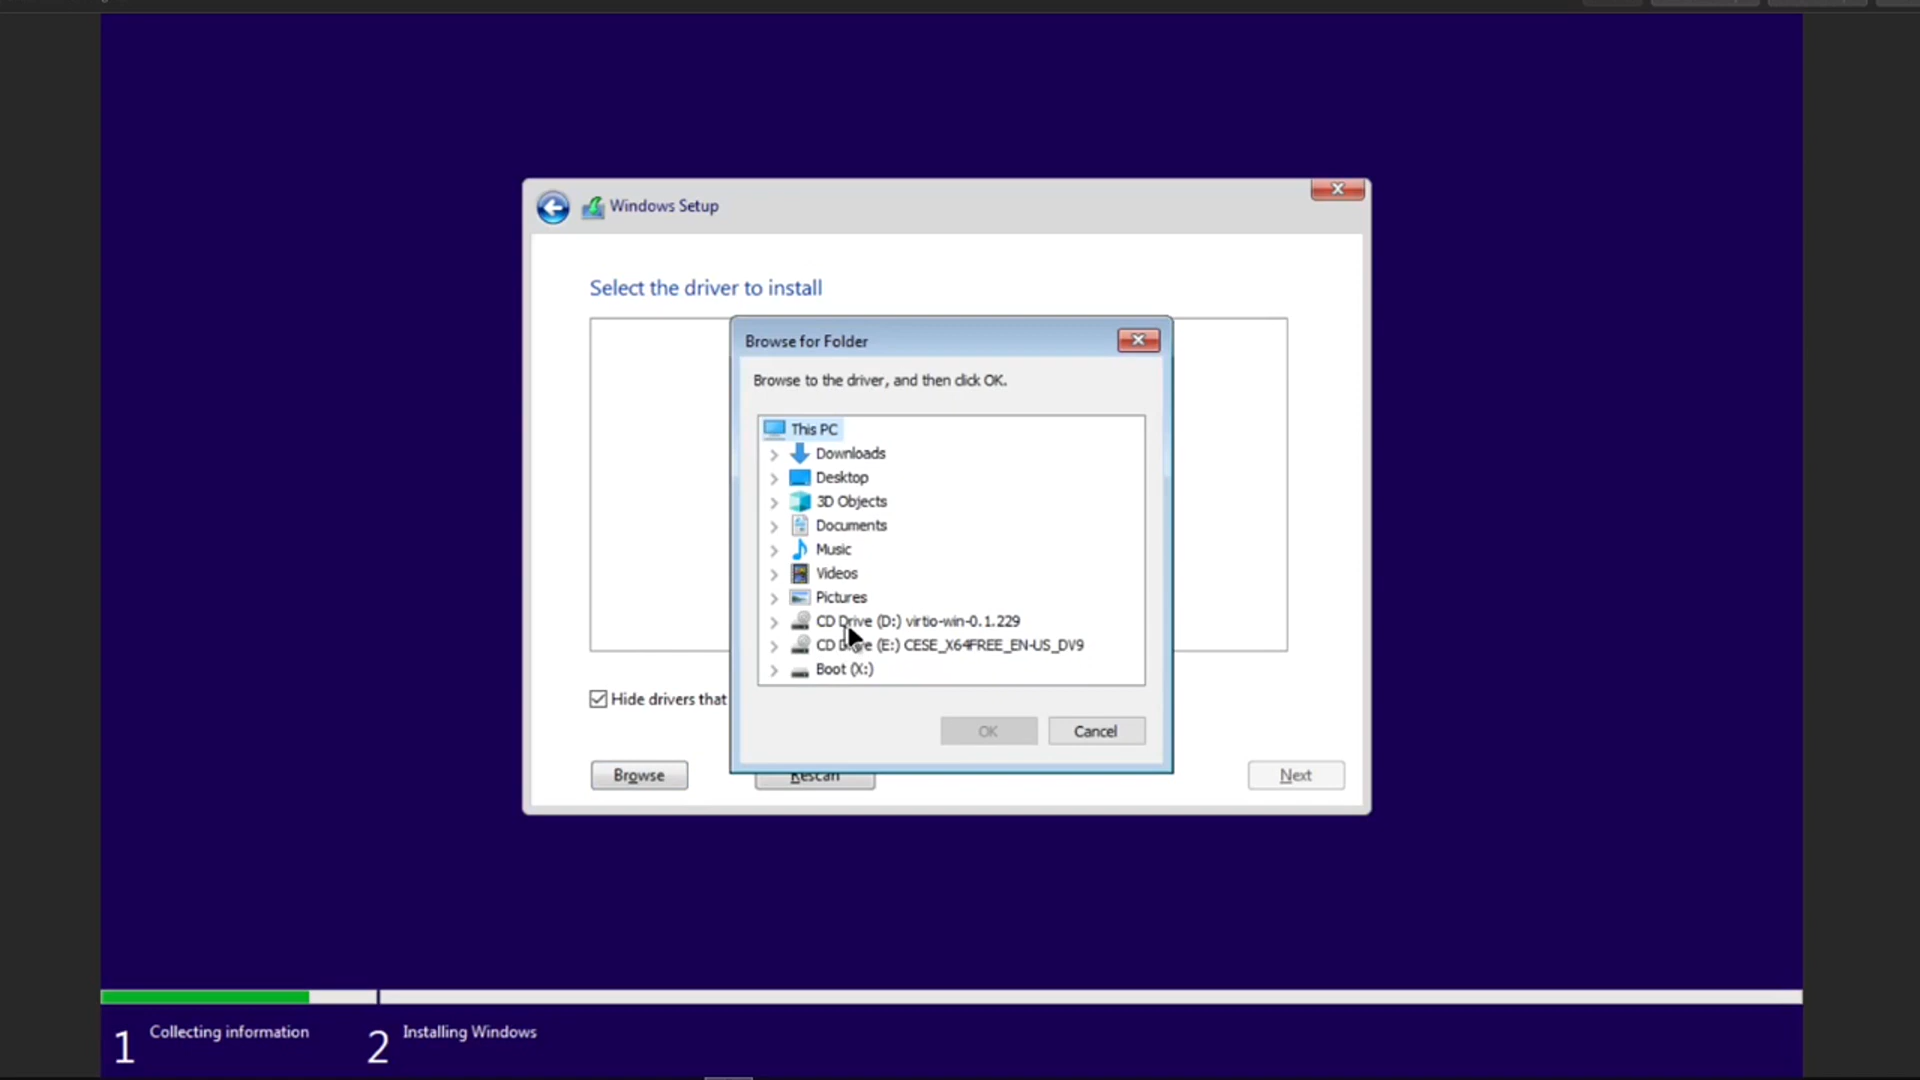 Windows Setup
Select the driver to install
Browse for Folder
Browse to the driver, and then click OK.
This PC
Downloads
Desktop
3D Objects
Documents
Music
Videos
Pictures
CD Drive (D:) virtio-win-0.1.229
CD Drive (E:) CESE_X64FREE_EN-US_DV9
Boot (X:)
OK
Cancel
Hide drivers that
Browse
Rescan
Next
1 Collecting information
2 Installing Windows